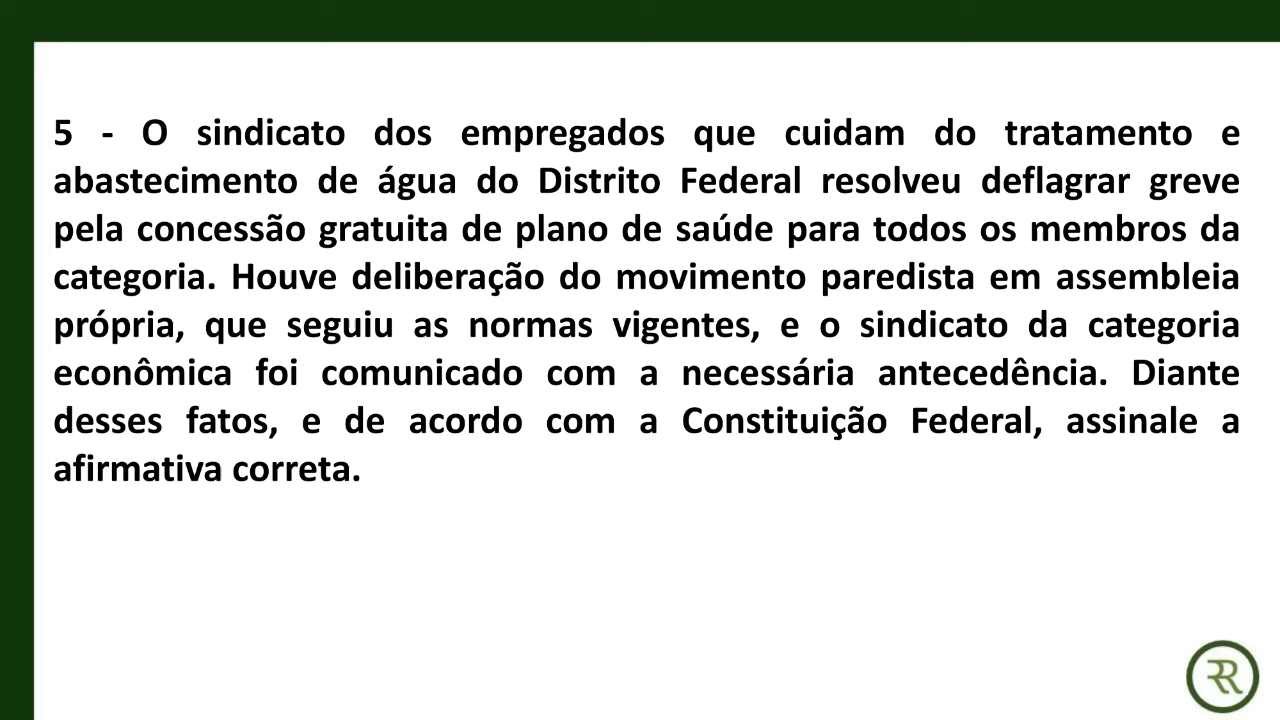 5 - O sindicato dos empregados que cuidam do tratamento e
abastecimento de água do Distrito Federal resolveu deflagrar greve
pela concessão gratuita de plano de saúde para todos os membros da
categoria. Houve deliberação do movimento paredista em assembleia
própria, que seguiu as normas vigentes, e o sindicato da categoria
econômica foi comunicado com a necessária antecedência. Diante
desses fatos, e de acordo com a Constituição Federal, assinale a
afirmativa correta.
RR